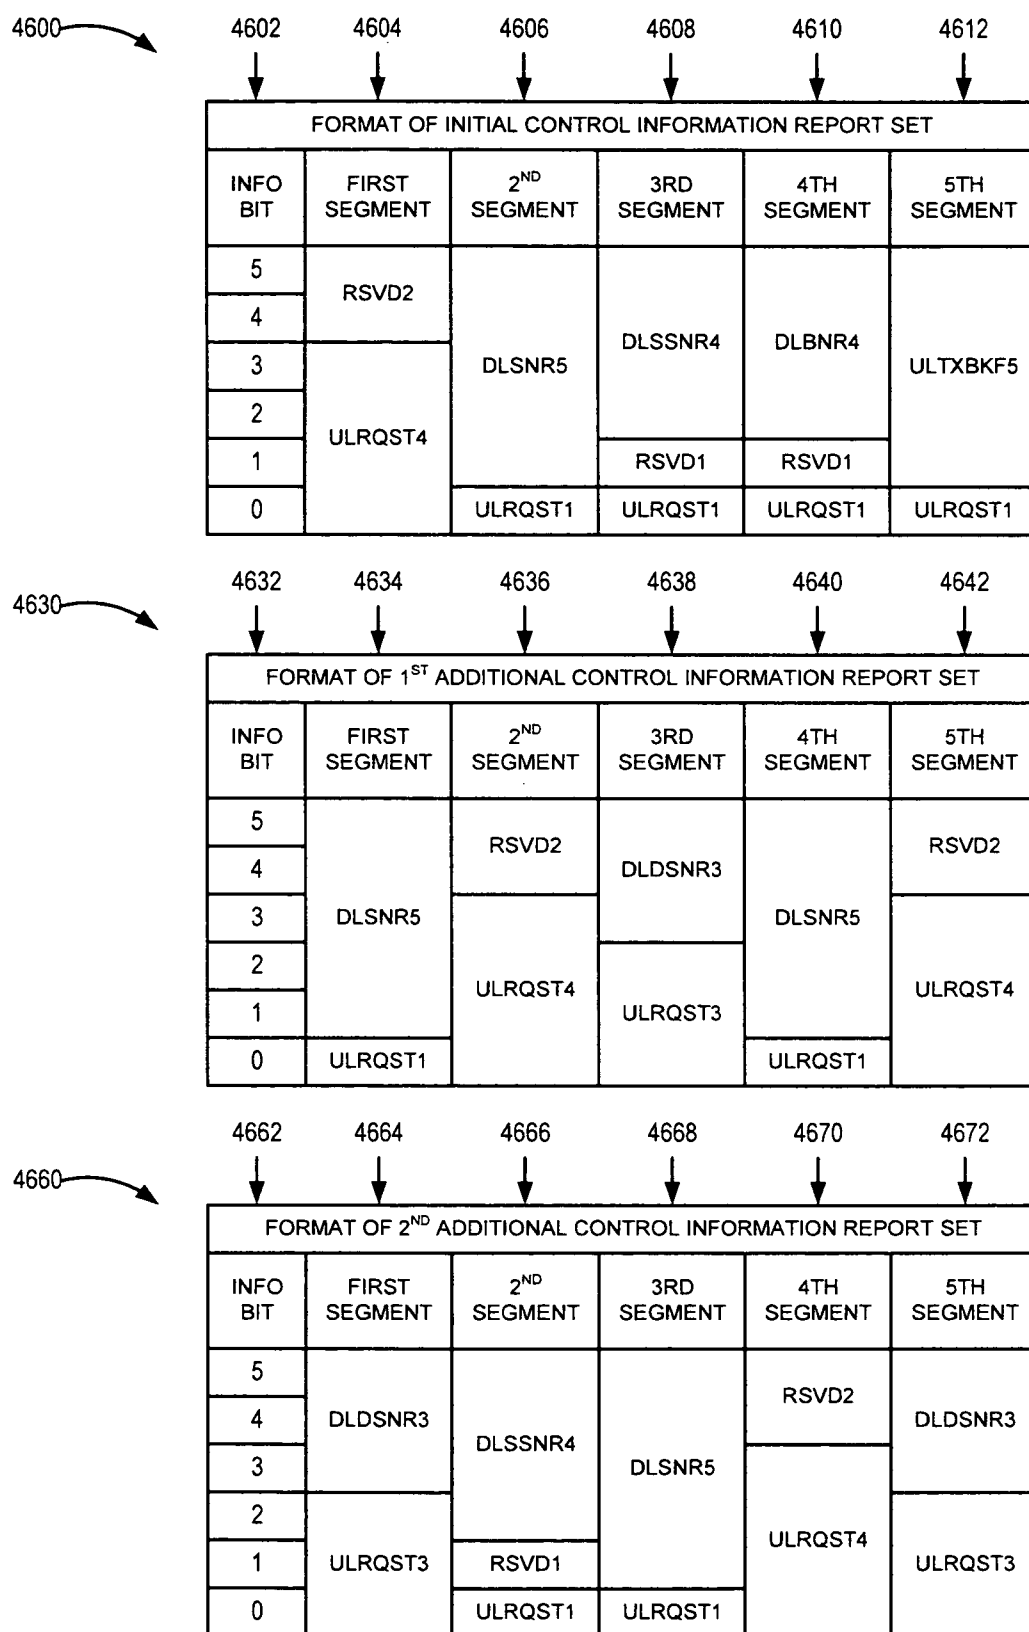 4600 4602 4604 4606 4608 4610 4612
FORMAT OF INITIAL CONTROL INFORMATION REPORT SET
INFO BIT FIRST SEGMENT 2ND SEGMENT 3RD SEGMENT 4TH SEGMENT 5TH SEGMENT
5
RSVD2
4
DLSSNR4 DLBNR4
3
DLSNR5 ULTXBKF5
2
ULRQST4
1 RSVD1 RSVD1
0 ULRQST1 ULRQST1 ULRQST1 ULRQST1
4630 4632 4634 4636 4638 4640 4642
FORMAT OF 1ST ADDITIONAL CONTROL INFORMATION REPORT SET
INFO BIT FIRST SEGMENT 2ND SEGMENT 3RD SEGMENT 4TH SEGMENT 5TH SEGMENT
5
RSVD2 RSVD2
4 DLDSNR3
3 DLSNR5 DLSNR5
2
ULRQST4 ULRQST4
1 ULRQST3
0 ULRQST1 ULRQST1
4660 4662 4664 4666 4668 4670 4672
FORMAT OF 2ND ADDITIONAL CONTROL INFORMATION REPORT SET
INFO BIT FIRST SEGMENT 2ND SEGMENT 3RD SEGMENT 4TH SEGMENT 5TH SEGMENT
5
RSVD2
4 DLDSNR3 DLDSNR3
DLSSNR4
3 DLSNR5
2
ULRQST4
1 ULRQST3 RSVD1 ULRQST3
0 ULRQST1 ULRQST1